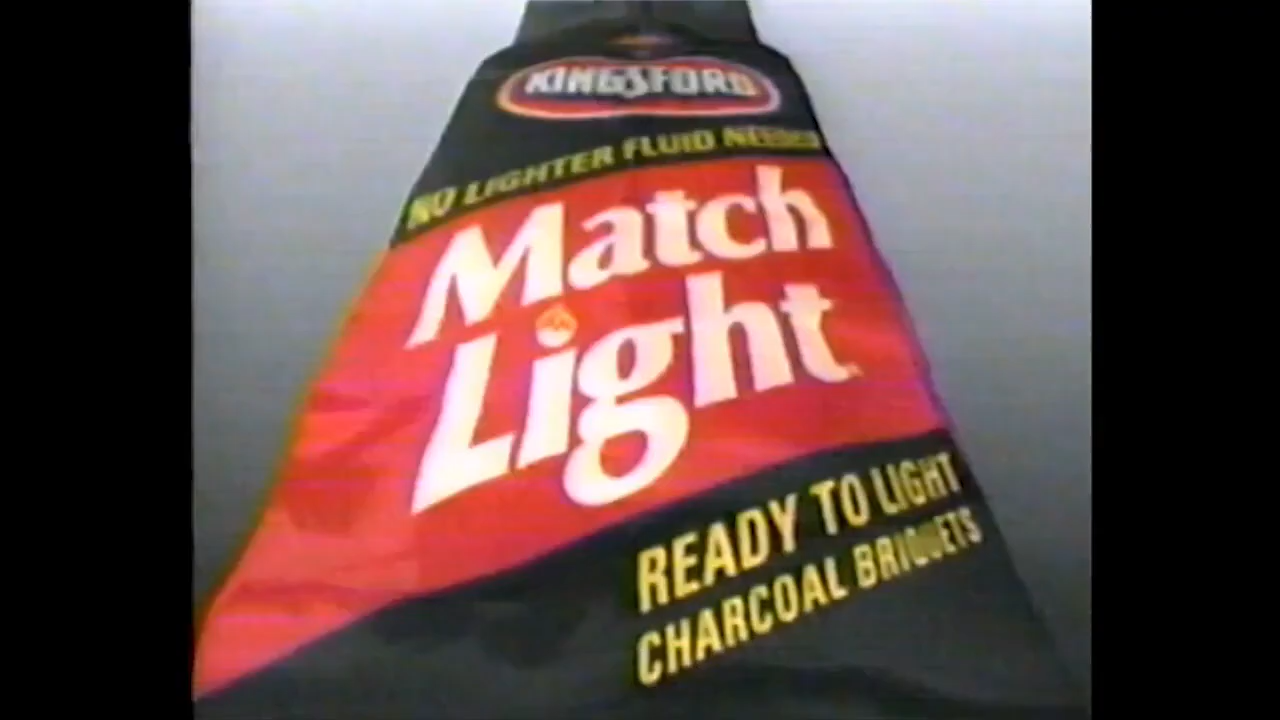 KINGSFORD
NO LIGHTER FLUID NEEDED
Match
Light
READY TO LIGHT
CHARCOAL BRIQUETS